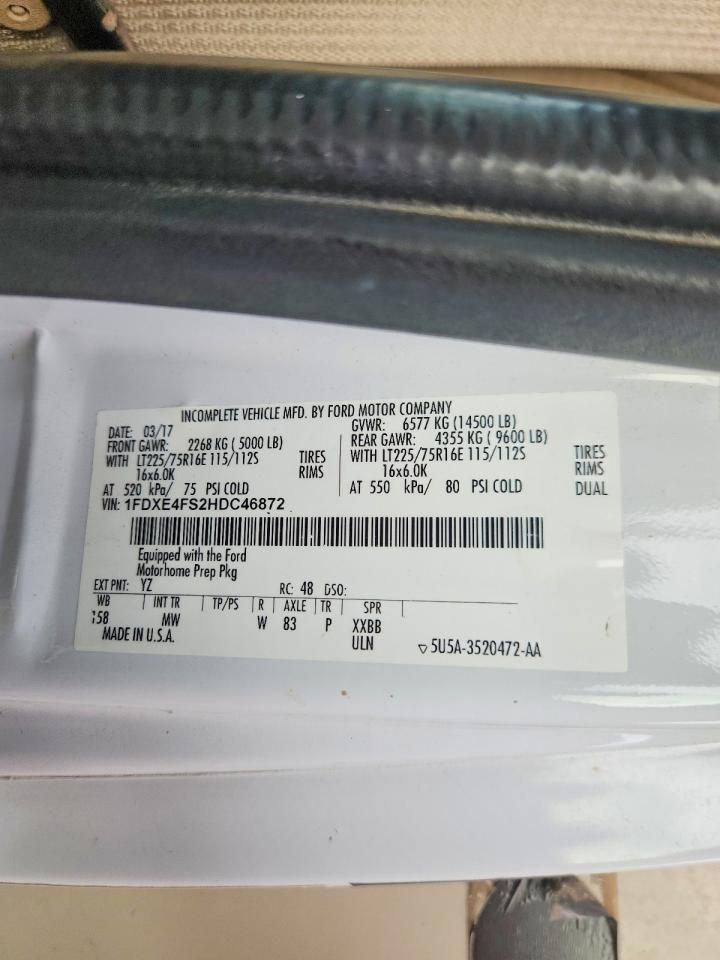 INCOMPLETE VEHICLE MFD. BY FORD MOTOR COMPANY
DATE: 03/17 GVWR: 6577 KG (14500 LB)
FRONT GAWR: 2268 KG ( 5000 LB) REAR GAWR: 4355 KG ( 9600 LB)
WITH LT225/75R16E 115/112S TIRES WITH LT225/75R16E 115/112S TIRES
16x6.0K RIMS 16x6.0K RIMS
AT 520 kPa/ 75 PSI COLD AT 550 kPa/ 80 PSI COLD DUAL
VIN: 1FDXE4FS2HDC46872
Equipped with the Ford
Motorhome Prep Pkg
EXT PNT: YZ RC: 48 DSO:
WB INT TR TP/PS R AXLE TR SPR
158 MW W 83 P XXBB
MADE IN U.S.A. ULN ▽ 5U5A-3520472-AA